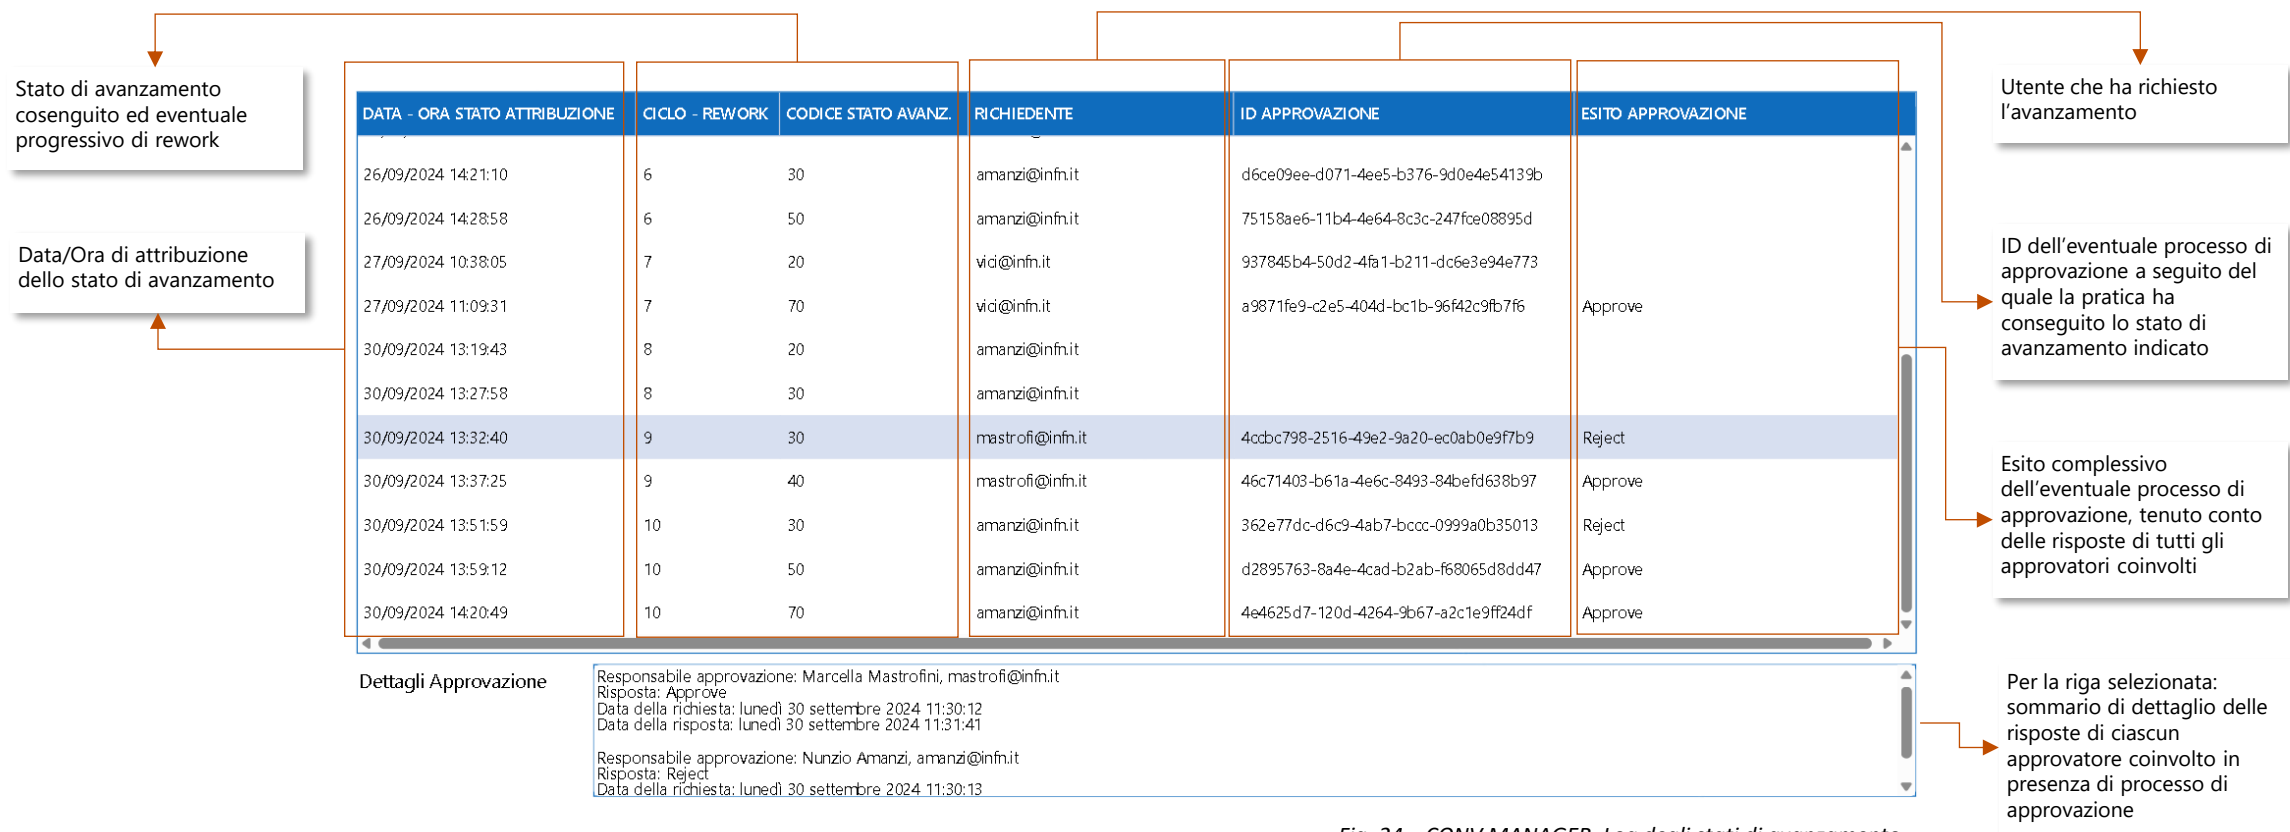 Stato di avanzamento
cosenguito ed eventuale
progressivo di rework
Data/Ora di attribuzione
dello stato di avanzamento
DATA - ORA STATO ATTRIBUZIONE CICLO - REWORK CODICE STATO AVANZ. RICHIEDENTE ID APPROVAZIONE ESITO APPROVAZIONE
26/09/2024 14:21:10 6 30 amanzi@infn.it d6ce09ee-d071-4ee5-b376-9d0e4e54139b
26/09/2024 14:28:58 6 50 amanzi@infn.it 75158ae6-11b4-4e64-8c3c-247fce08895d
27/09/2024 10:38:05 7 20 vici@infn.it 937845b4-50d2-4fa1-b211-dc6e3e94e773
27/09/2024 11:09:31 7 70 vici@infn.it a9871fe9-c2e5-404d-bc1b-96f42c9fb7f6 Approve
30/09/2024 13:19:43 8 20 amanzi@infn.it
30/09/2024 13:27:58 8 30 amanzi@infn.it
30/09/2024 13:32:40 9 30 mastrofi@infn.it 4ccbc798-2516-49e2-9a20-ec0ab0e9f7b9 Reject
30/09/2024 13:37:25 9 40 mastrofi@infn.it 46c71403-b61a-4e6c-8493-84befd638b97 Approve
30/09/2024 13:51:59 10 30 amanzi@infn.it 362e77dc-d6c9-4ab7-bccc-0999a0b35013 Reject
30/09/2024 13:59:12 10 50 amanzi@infn.it d2895763-8a4e-4cad-b2ab-f68065d8dd47 Approve
30/09/2024 14:20:49 10 70 amanzi@infn.it 4e4625d7-120d-4264-9b67-a2c1e9ff24df Approve
Dettagli Approvazione
Responsabile approvazione: Marcella Mastrofini, mastrofi@infn.it
Risposta: Approve
Data della richiesta: lunedì 30 settembre 2024 11:30:12
Data della risposta: lunedì 30 settembre 2024 11:31:41
Responsabile approvazione: Nunzio Amanzi, amanzi@infn.it
Risposta: Reject
Data della richiesta: lunedì 30 settembre 2024 11:30:13
Utente che ha richiesto
l'avanzamento
ID dell'eventuale processo di
approvazione a seguito del
quale la pratica ha
conseguito lo stato di
avanzamento indicato
Esito complessivo
dell'eventuale processo di
approvazione, tenuto conto
delle risposte di tutti gli
approvatori coinvolti
Per la riga selezionata:
sommario di dettaglio delle
risposte di ciascun
approvatore coinvolto in
presenza di processo di
approvazione